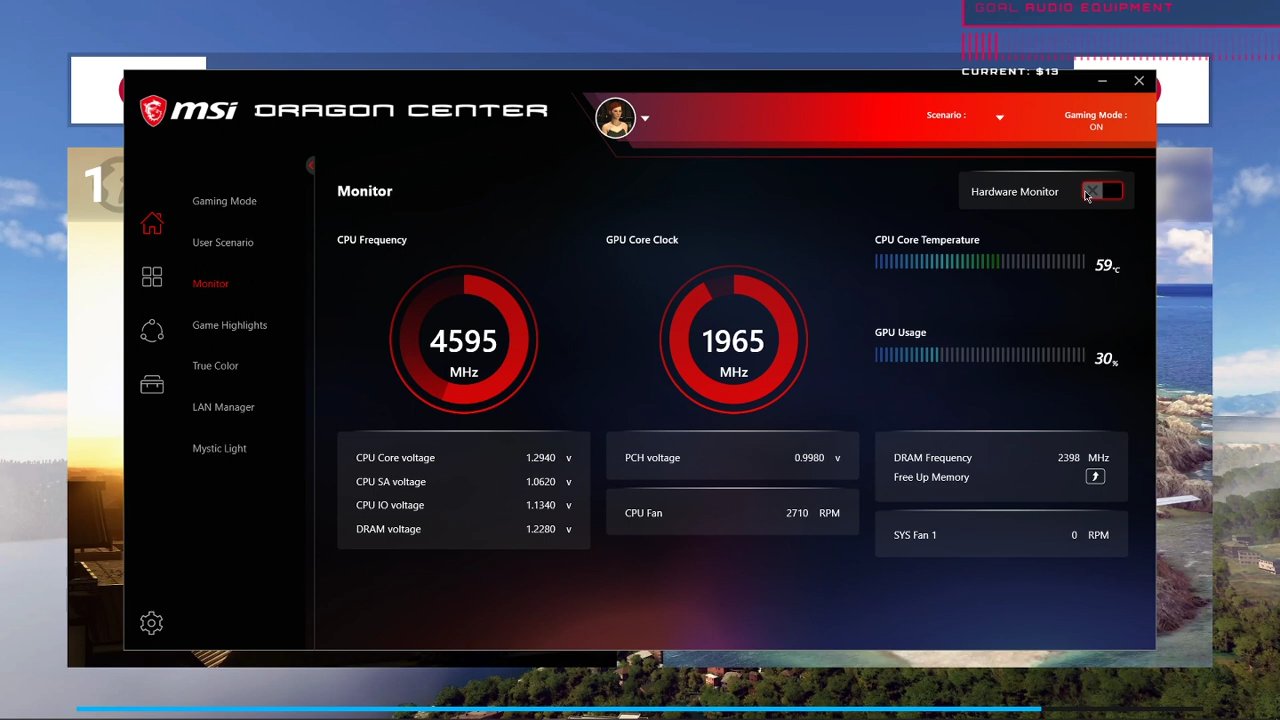 GOAL AUDIO EQUIPMENT
CURRENT: $13
1
msi DRAGON CENTER
Scenario :
Gaming Mode :
ON
Gaming Mode
User Scenario
Monitor
Game Highlights
True Color
LAN Manager
Mystic Light
Monitor
Hardware Monitor
CPU Frequency
4595
MHz
GPU Core Clock
1965
MHz
CPU Core Temperature
59°C
GPU Usage
30%
CPU Core voltage 1.2940 v
CPU SA voltage 1.0620 v
CPU IO voltage 1.1340 v
DRAM voltage 1.2280 v
PCH voltage 0.9980 v
CPU Fan 2710 RPM
DRAM Frequency 2398 MHz
Free Up Memory
SYS Fan 1 0 RPM